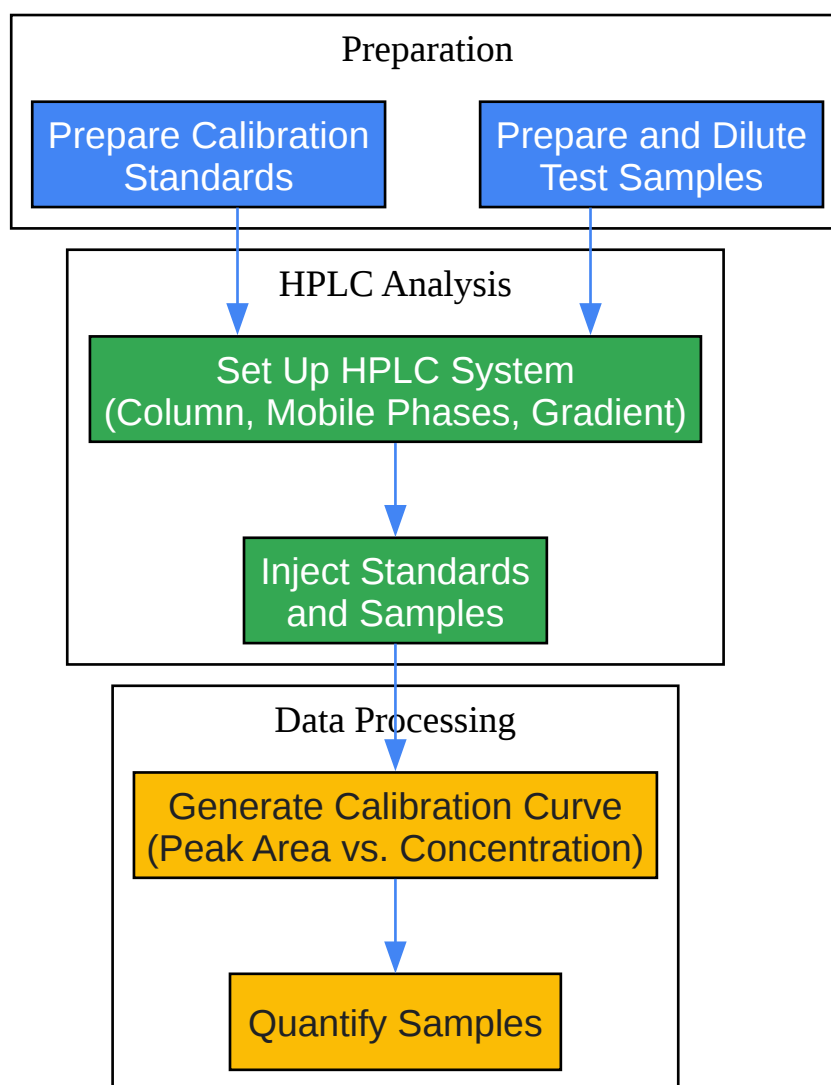 Preparation
Prepare Calibration
Standards
Prepare and Dilute
Test Samples
HPLC Analysis
Set Up HPLC System
(Column, Mobile Phases, Gradient)
Inject Standards
and Samples
Data Processing
Generate Calibration Curve
(Peak Area vs. Concentration)
Quantify Samples